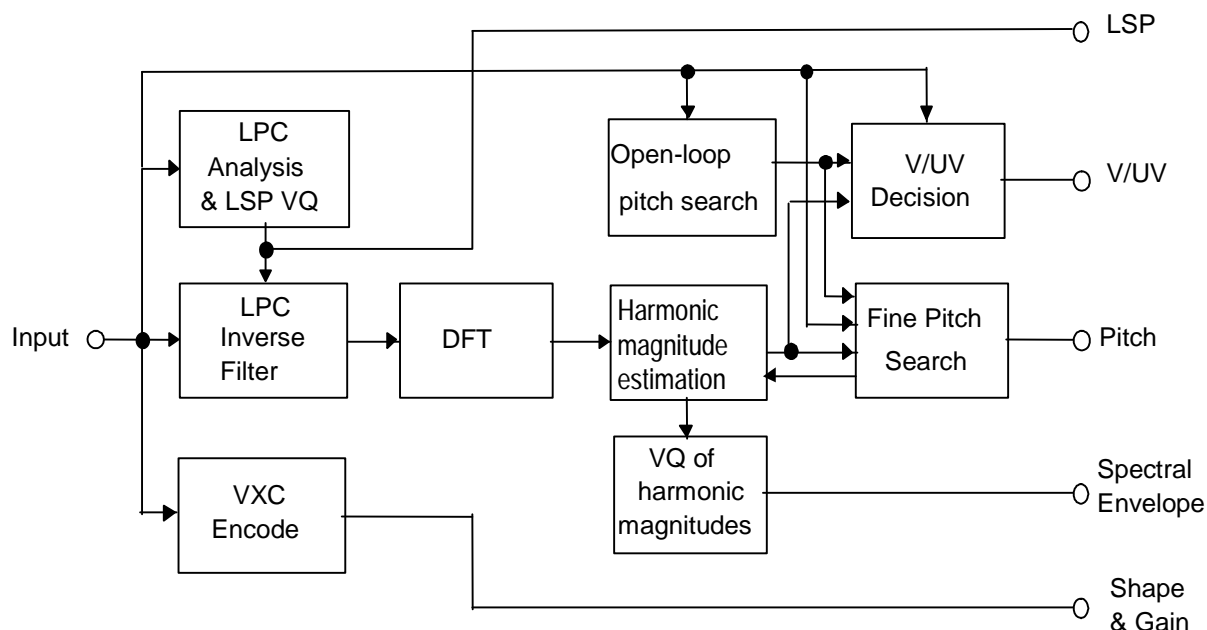 LSP
LPC
Analysis
& LSP VQ
Open-loop
pitch search
V/UV
Decision
V/UV
Input
LPC
Inverse
Filter
DFT
Harmonic
magnitude
estimation
Fine Pitch
Search
Pitch
VQ of
harmonic
magnitudes
Spectral
Envelope
VXC
Encode
Shape
& Gain